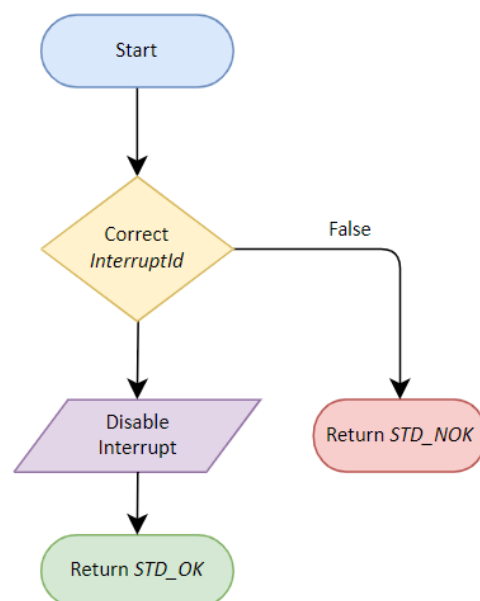 Start
Correct
InterruptId
False
Disable
Interrupt
Return STD_NOK
Return STD_OK